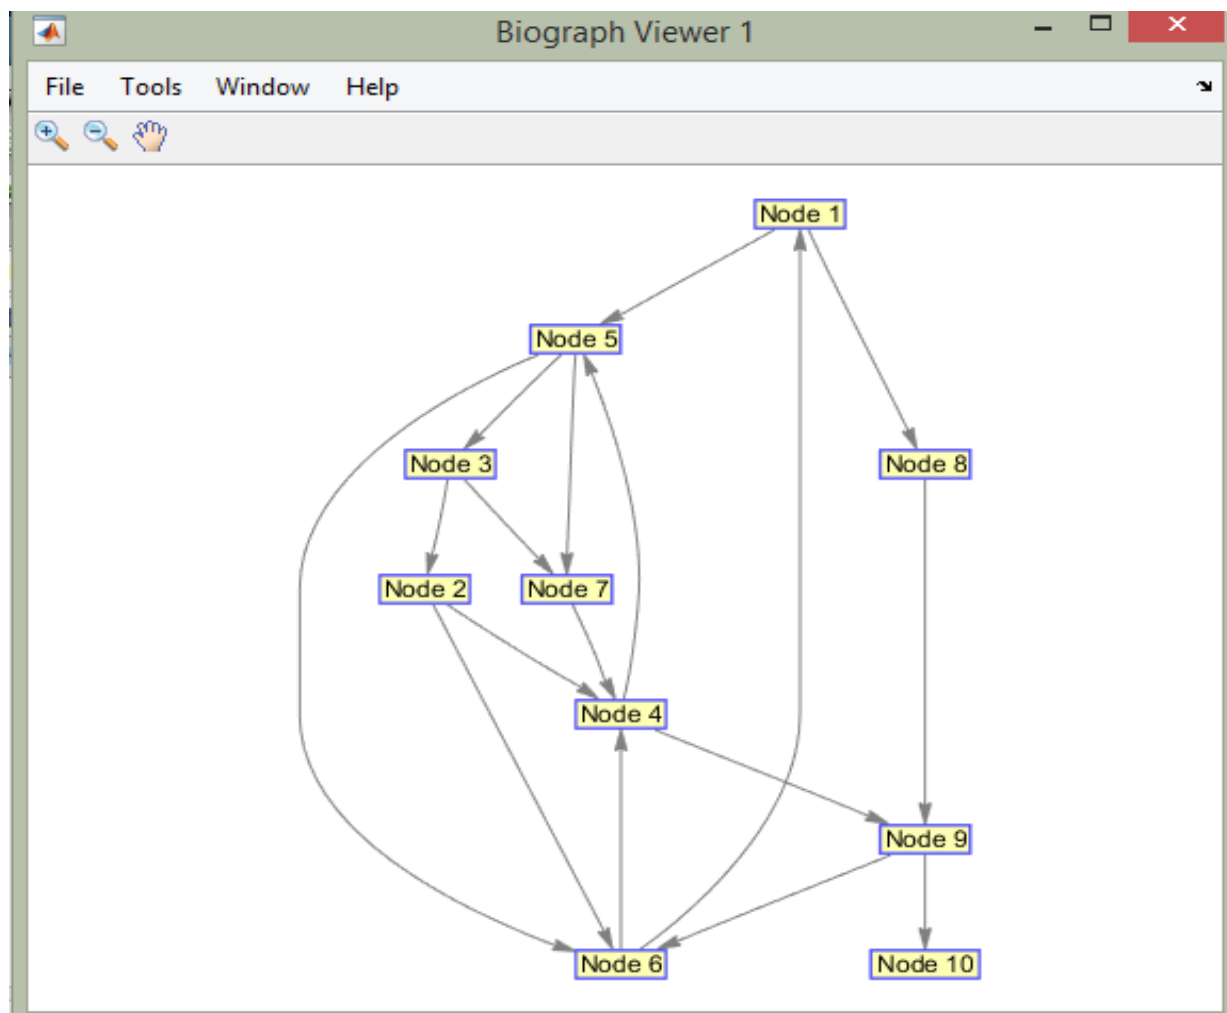 Biograph Viewer 1
File Tools Window Help
Node 1
Node 5
Node 3
Node 8
Node 2
Node 7
Node 4
Node 9
Node 6
Node 10